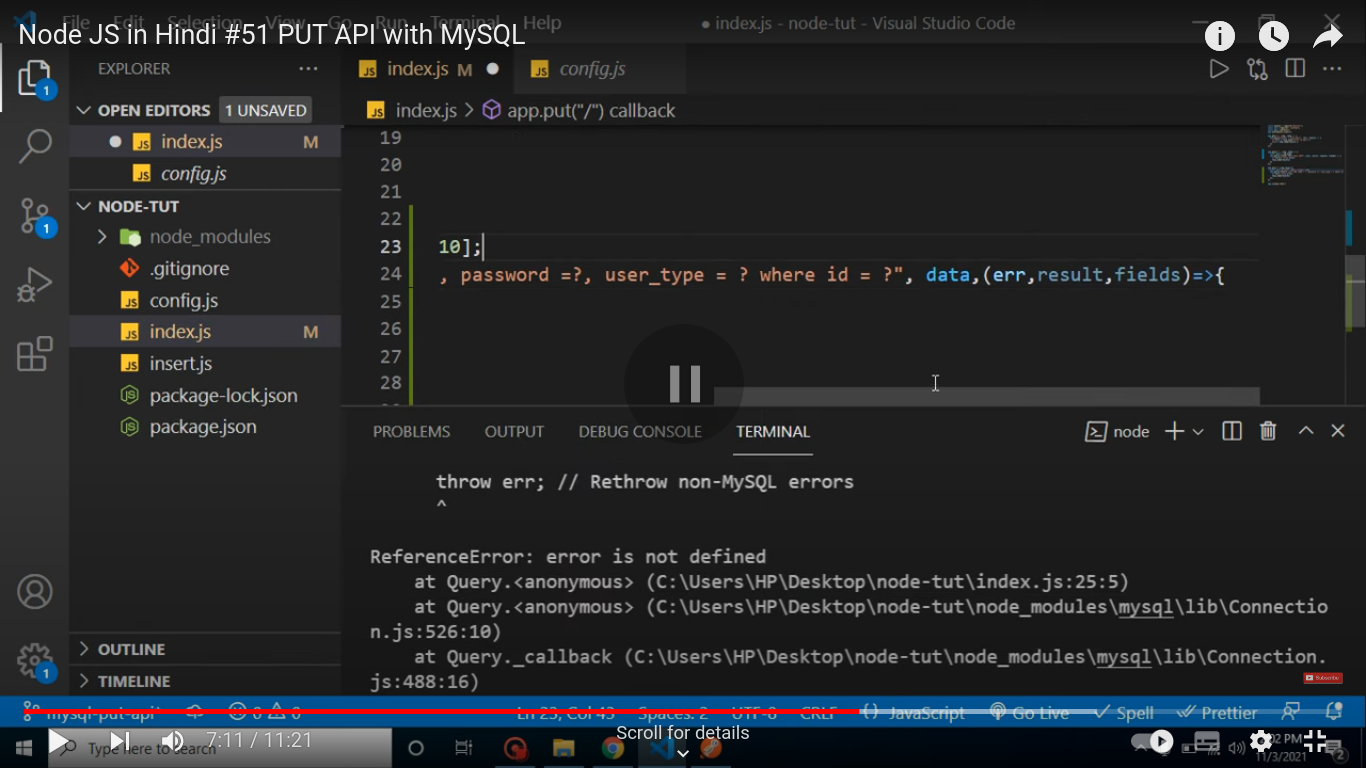 File Edit Selection View Go Run Terminal Help
● index.js - node-tut - Visual Studio Code
Node JS in Hindi #51 PUT API with MySQL
EXPLORER
index.js M
config.js
OPEN EDITORS 1 UNSAVED
index.js M
config.js
NODE-TUT
node_modules
.gitignore
config.js
index.js M
insert.js
package-lock.json
package.json
OUTLINE
TIMELINE
index.js > app.put("/") callback
19
20
21
22
23 10];
24 , password =?, user_type = ? where id = ?", data,(err,result,fields)=>{
25
26
27
28
PROBLEMS OUTPUT DEBUG CONSOLE TERMINAL
node
throw err; // Rethrow non-MySQL errors
^
ReferenceError: error is not defined
at Query.<anonymous> (C:\Users\HP\Desktop\node-tut\index.js:25:5)
at Query.<anonymous> (C:\Users\HP\Desktop\node-tut\node_modules\mysql\lib\Connectio
n.js:526:10)
at Query._callback (C:\Users\HP\Desktop\node-tut\node_modules\mysql\lib\Connection.
js:488:16)
Subscribe
mysql-put-api* 0 0 Ln 23, Col 43 Spaces: 2 UTF-8 CRLF {} JavaScript Go Live Spell Prettier
Type here to search
7:11 / 11:21
Scroll for details
02 PM
11/3/2021
2